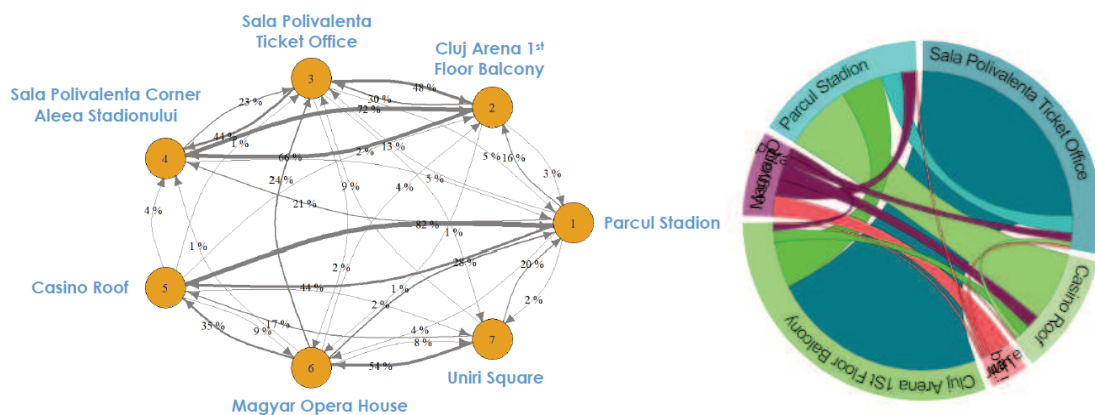 Sala Polivalenta
Ticket Office
Cluj Arena 1st
Floor Balcony
Sala Polivalenta Corner
Aleea Stadionului
Parcul Stadion
Casino Roof
Uniri Square
Magyar Opera House
3
2
4
1
5
7
6
48 %
30 %
23 %
72 %
44 %
1 %
13 %
2 %
66 %
5 %
16 %
3 %
24 %
5 %
9 %
4 %
21 %
4 %
82 %
1 %
1 %
2 %
28 %
20 %
44 %
1 %
2 %
2 %
17 %
4 %
35 %
9 %
8 %
54 %
Parcul Stadion
Sala Polivalenta Ticket Office
Casino Roof
Cluj Arena 1St Floor Balcony